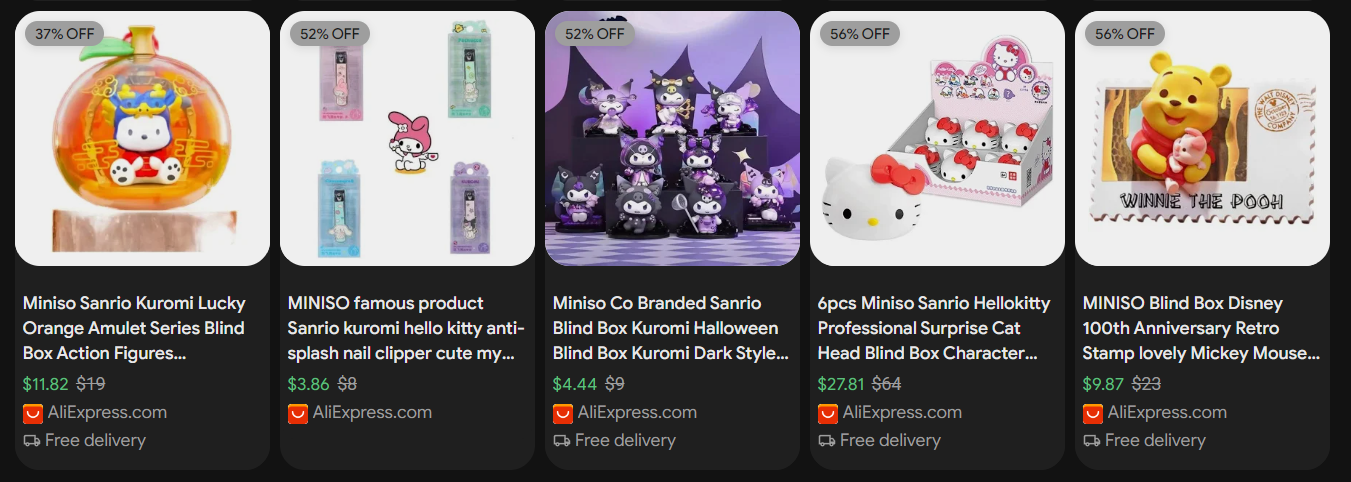 37% OFF
Miniso Sanrio Kuromi Lucky
Orange Amulet Series Blind
Box Action Figures...
$11.82 $19
AliExpress.com
Free delivery
52% OFF
MINISO famous product
Sanrio kuromi hello kitty anti-
splash nail clipper cute my...
$3.86 $8
AliExpress.com
52% OFF
Miniso Co Branded Sanrio
Blind Box Kuromi Halloween
Blind Box Kuromi Dark Style...
$4.44 $9
AliExpress.com
Free delivery
56% OFF
6pcs Miniso Sanrio Hellokitty
Professional Surprise Cat
Head Blind Box Character...
$27.81 $64
AliExpress.com
Free delivery
56% OFF
WINNIE THE POOH
MINISO Blind Box Disney
100th Anniversary Retro
Stamp lovely Mickey Mouse...
$9.87 $23
AliExpress.com
Free delivery